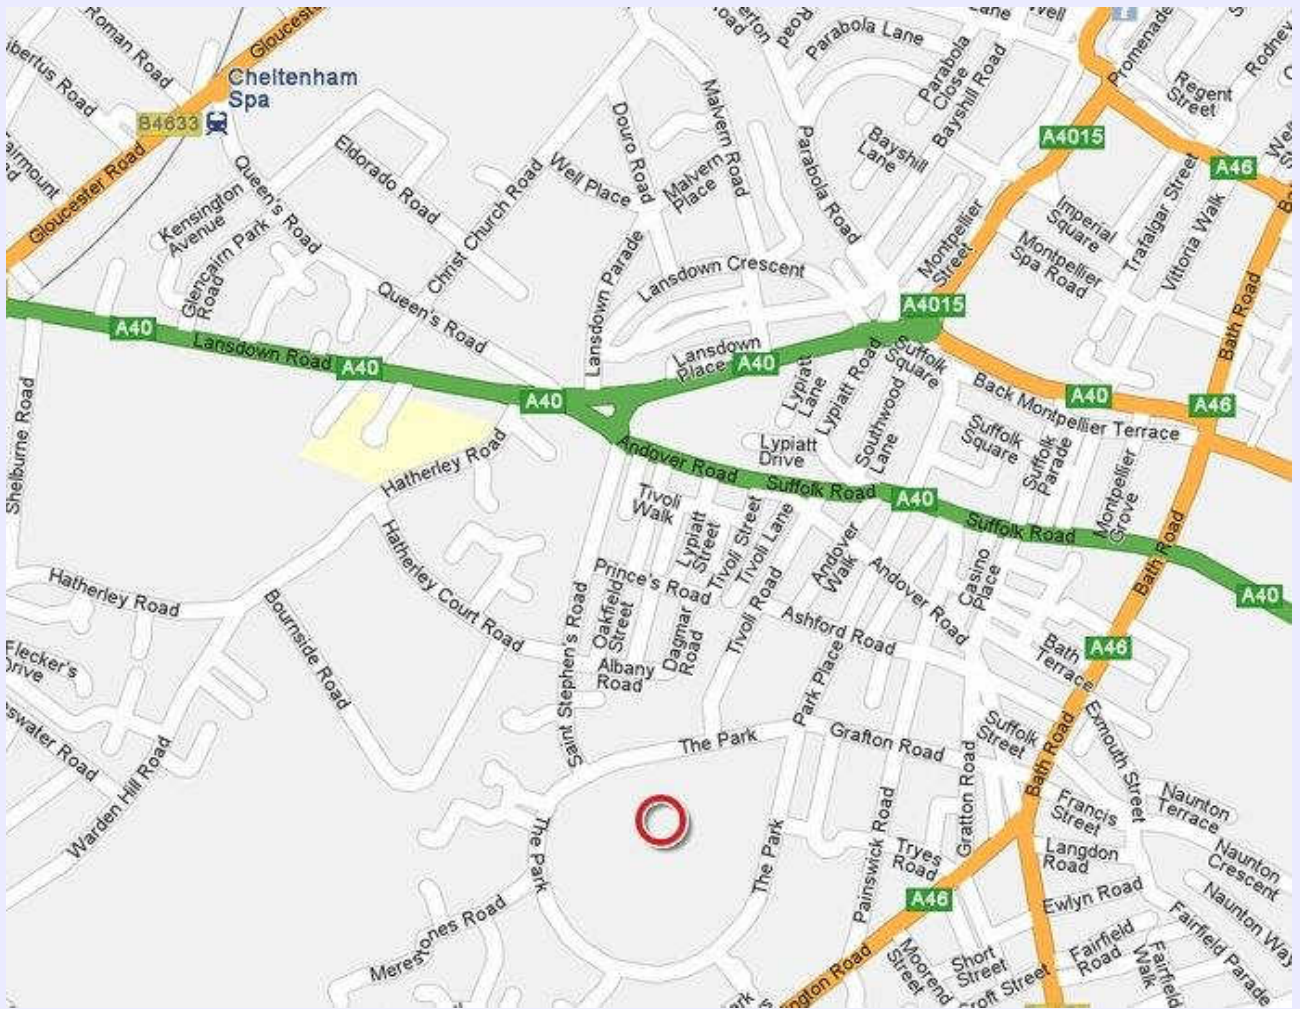 Roman Road
Gloucest
Cheltenham
Spa
B4633
Gloucester Road
Parabola Lane
Parabola
Close
Bayshill Road
Promenade
Regent
Street
Rodney
A4015
A46
Douro Road
Malvern Road
Well Place
Malvern
Place
Parabola Road
Bayshill
Lane
Eldorado Road
Queen's Road
Kensington
Avenue
Glencairn Park
Road
Christ Church Road
Lansdown Parade
Lansdown Crescent
Montpellier
Street
Imperial
Square
Montpellier
Spa Road
Trafalgar Street
Vittoria Walk
Bath Road
Queen's Road
A4015
A40
Lansdown Road
A40
Lansdown
Place
A40
A40
Suffolk
Square
Back Montpellier Terrace
A40
A46
Shelburne Road
Hatherley Road
Lypiatt
Lane
Lypiatt Road
Southwood
Lane
Lypiatt
Drive
Suffolk
Square
Suffolk
Parade
Montpellier
Grove
Andover Road
Suffolk Road
A40
Suffolk Road
Bath Road
A40
Tivoli
Walk
Lypiatt
Street
Tivoli Street
Tivoli Lane
Andover
Walk
Andover Road
Casino
Place
Hatherley Court Road
Prince's Road
Oakfield
Street
Dagmar
Road
Tivoli Road
Ashford Road
Albany
Road
Saint Stephen's Road
Hatherley Road
Bournside Road
Flecker's
Drive
Warden Hill Road
Park Place
Bath
Terrace
A46
The Park
Grafton Road
Suffolk
Street
Bath Road
Exmouth Street
The Park
The Park
Painswick Road
Tryes
Road
Gratton Road
Francis
Street
Langdon
Road
Naunton
Terrace
Naunton
Crescent
Naunton Way
A46
Ewlyn Road
Fairfield
Road
Fairfield
Walk
Fairfield Parade
Moorend
Street
Short
Street